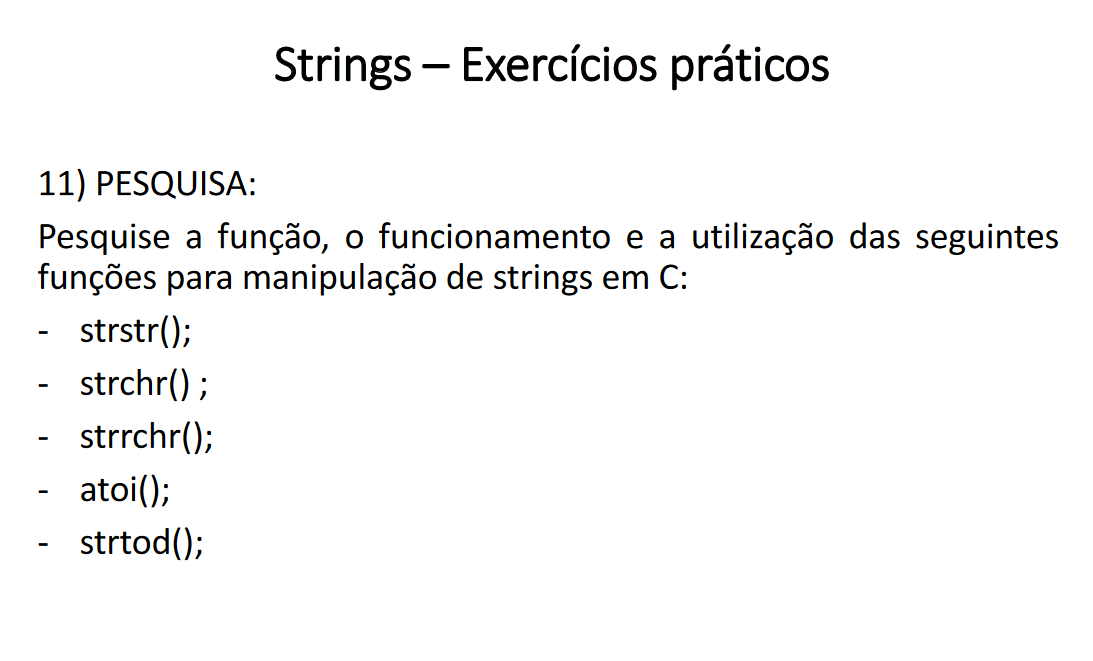 Strings – Exercícios práticos
11) PESQUISA:
Pesquise a função, o funcionamento e a utilização das seguintes
funções para manipulação de strings em C:
- strstr();
- strchr() ;
- strrchr();
- atoi();
- strtod();